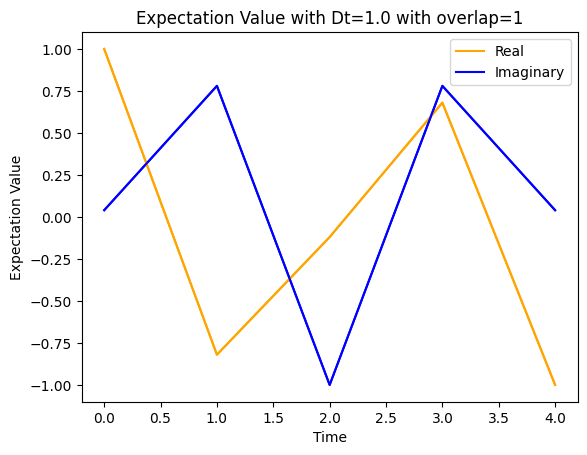 Expectation Value with Dt=1.0 with overlap=1
Real
Imaginary
Expectation Value
1.00
0.75
0.50
0.25
0.00
−0.25
−0.50
−0.75
−1.00
0.0 0.5 1.0 1.5 2.0 2.5 3.0 3.5 4.0
Time